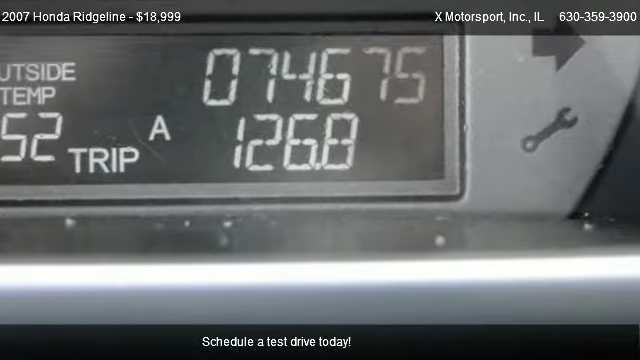 2007 Honda Ridgeline - $18,999 X Motorsport, Inc., IL 630-359-3900
UTSIDE TEMP 074675
52 TRIP A 126.8
Schedule a test drive today!